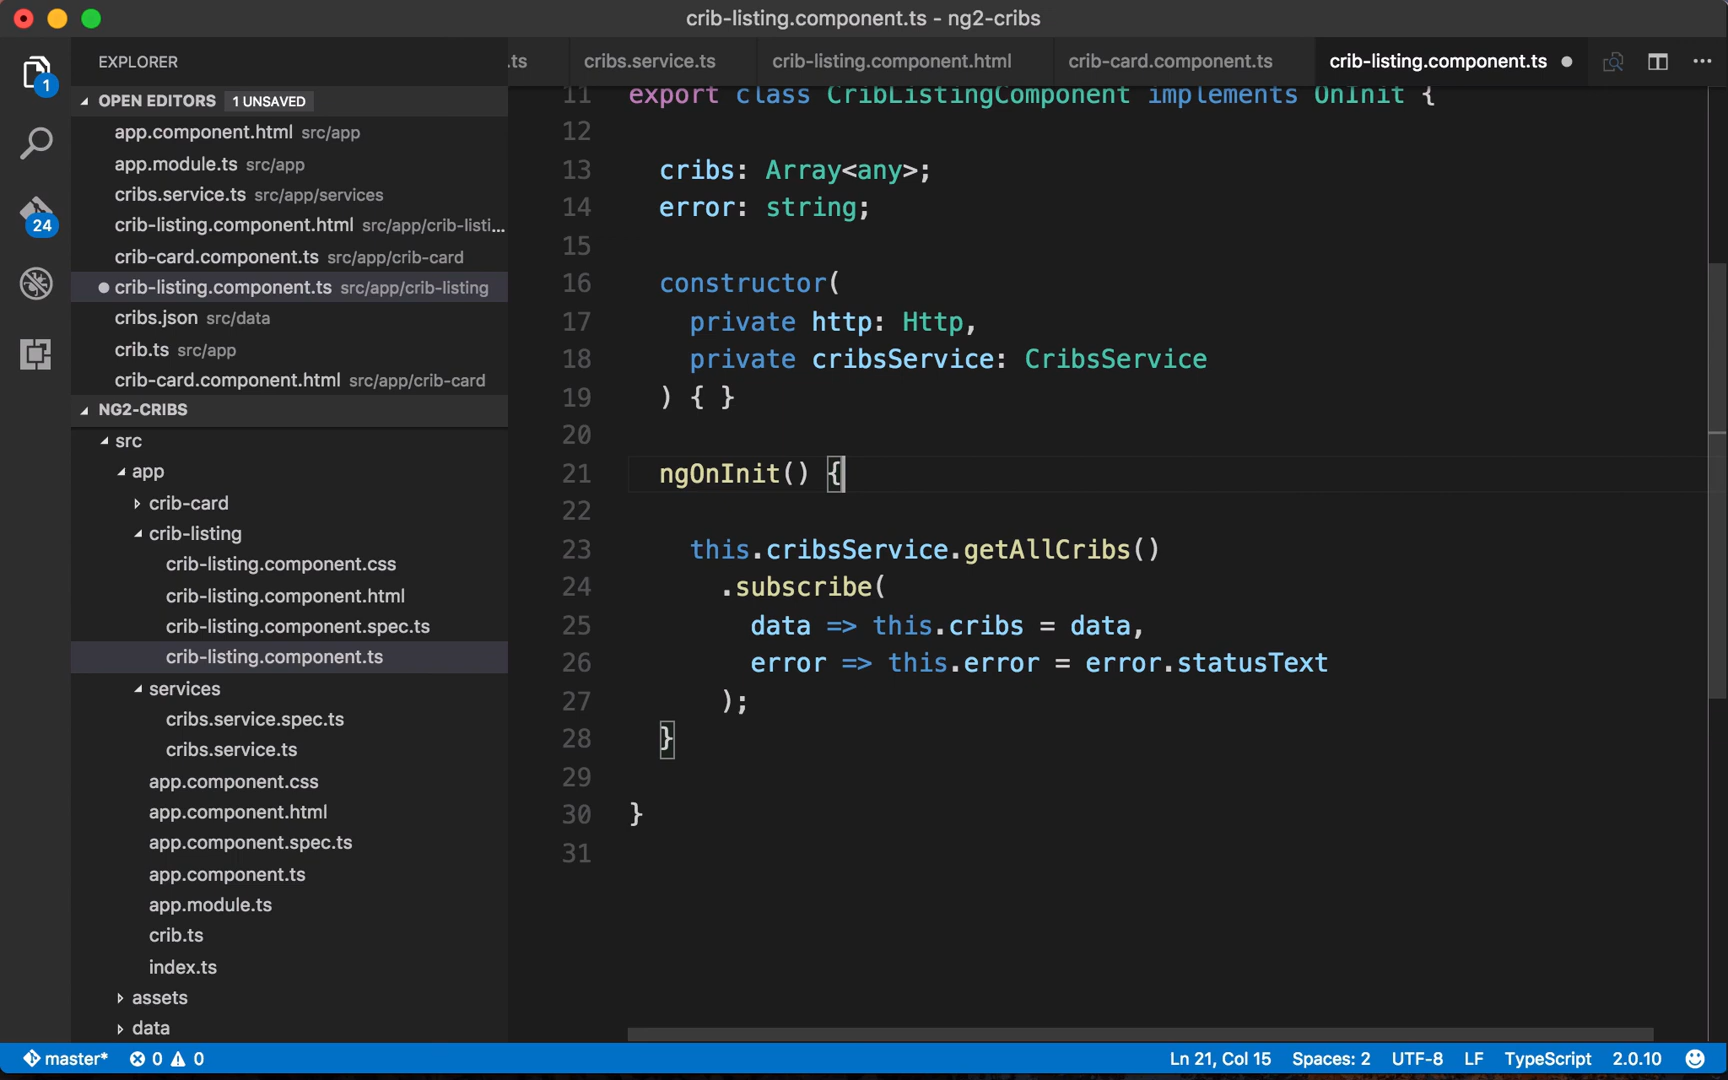 crib-listing.component.ts - ng2-cribs
EXPLORER
.ts cribs.service.ts crib-listing.component.html crib-card.component.ts crib-listing.component.ts
1
24
OPEN EDITORS 1 UNSAVED
app.component.html src/app
app.module.ts src/app
cribs.service.ts src/app/services
crib-listing.component.html src/app/crib-listi...
crib-card.component.ts src/app/crib-card
crib-listing.component.ts src/app/crib-listing
cribs.json src/data
crib.ts src/app
crib-card.component.html src/app/crib-card
NG2-CRIBS
src
app
crib-card
crib-listing
crib-listing.component.css
crib-listing.component.html
crib-listing.component.spec.ts
crib-listing.component.ts
services
cribs.service.spec.ts
cribs.service.ts
app.component.css
app.component.html
app.component.spec.ts
app.component.ts
app.module.ts
crib.ts
index.ts
assets
data
11 export class CribListingComponent implements OnInit {
12
13 cribs: Array<any>;
14 error: string;
15
16 constructor(
17 private http: Http,
18 private cribsService: CribsService
19 ) { }
20
21 ngOnInit() {
22
23 this.cribsService.getAllCribs()
24 .subscribe(
25 data => this.cribs = data,
26 error => this.error = error.statusText
27 );
28 }
29
30 }
31
master* 0 0 Ln 21, Col 15 Spaces: 2 UTF-8 LF TypeScript 2.0.10